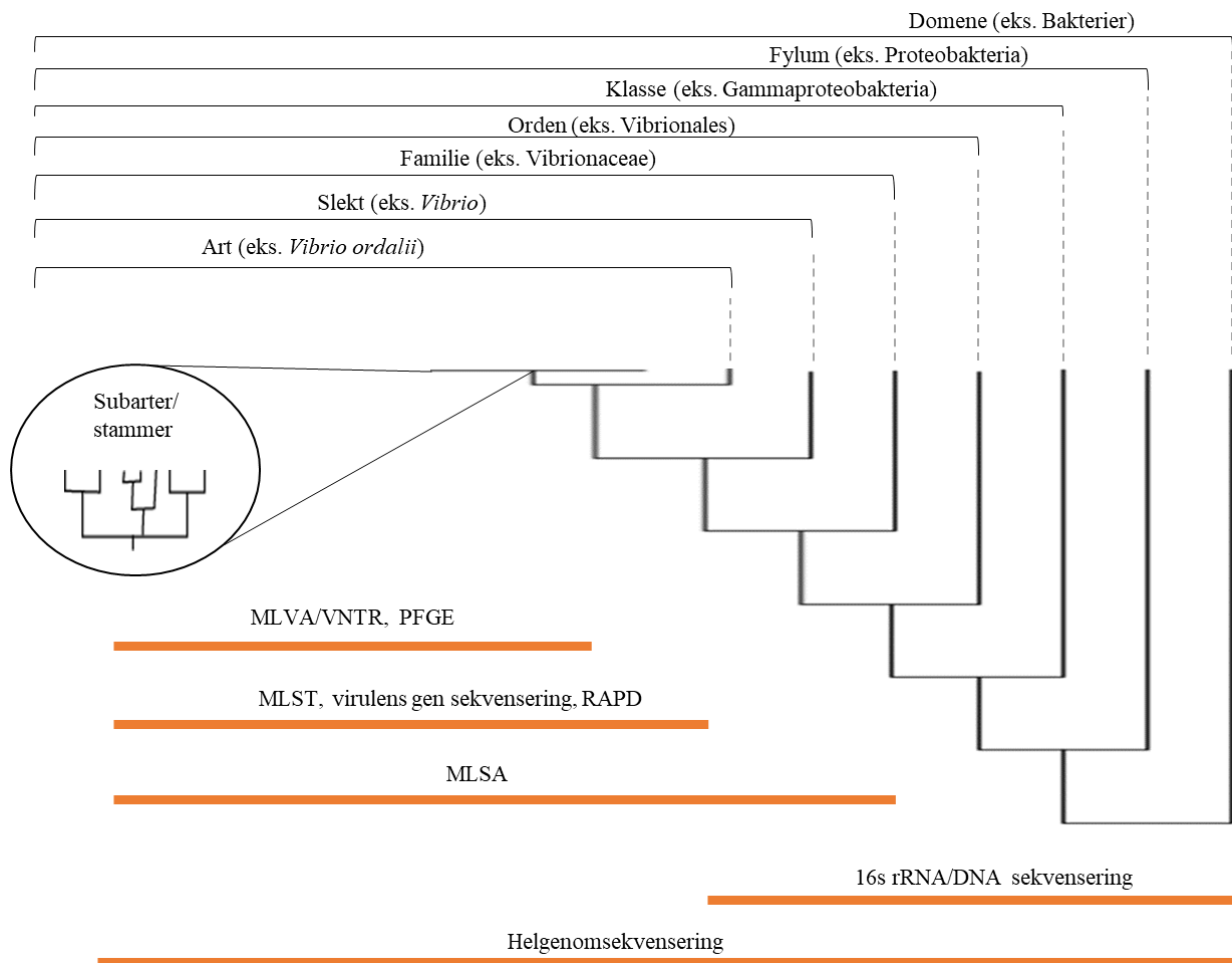 Domene (eks. Bakterier)
Fylum (eks. Proteobakteria)
Klasse (eks. Gammaproteobakteria)
Orden (eks. Vibrionales)
Familie (eks. Vibrionaceae)
Slekt (eks. Vibrio)
Art (eks. Vibrio ordalii)
Subarter/
stammer
MLVA/VNTR, PFGE
MLST, virulens gen sekvensering, RAPD
MLSA
16s rRNA/DNA sekvensering
Helgenomsekvensering